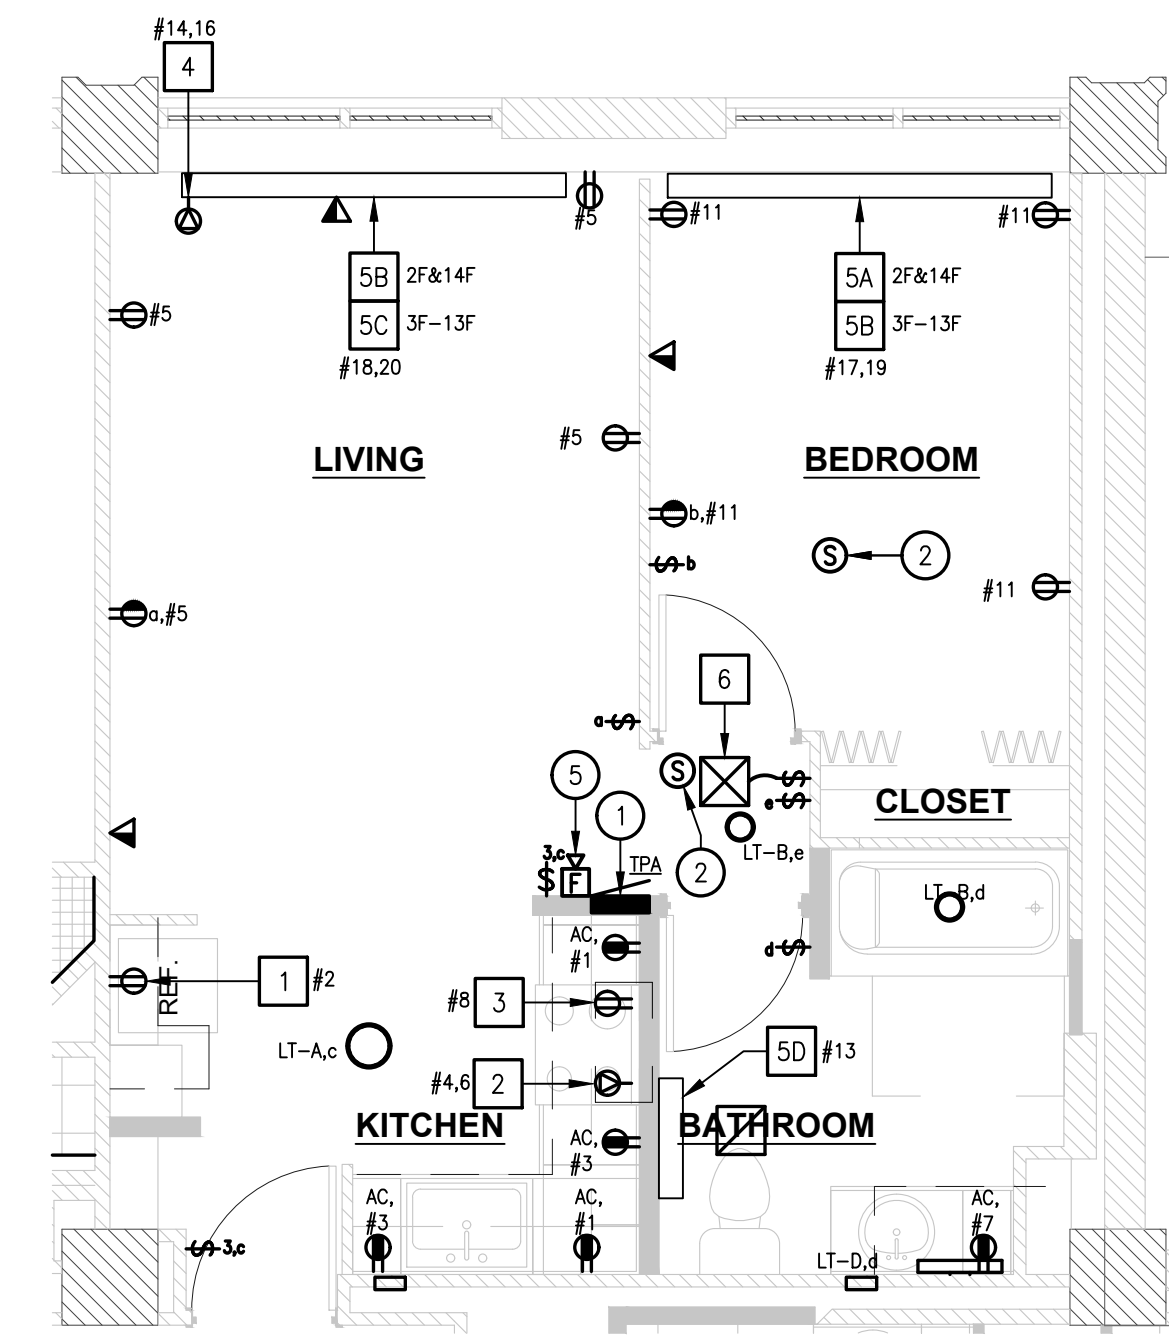 #14,16
4
#5
#11
#11
5B 2F&14F
5C 3F-13F
#18,20
5A 2F&14F
5B 3F-13F
#17,19
#5
#5
LIVING
BEDROOM
b,#11
b
S
2
#11
a,#5
6
a
5
S
1
e
CLOSET
3,c
$
F
TPA
2
LT-B,e
LT-B,d
AC,
#1
d
REF.
1 #2
#8 3
LT-A,c
5D #13
#4,6 2
KITCHEN
BATHROOM
AC,
#3
AC,
#3
AC,
#1
AC,
#7
3,c
LT-D,d